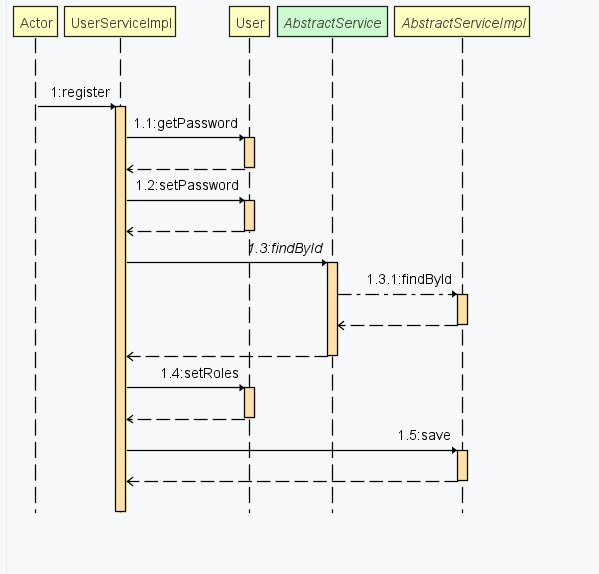 Actor
UserServiceImpl
User
AbstractService
AbstractServiceImpl
1:register
1.1:getPassword
1.2:setPassword
1.3:findById
1.3.1:findById
1.4:setRoles
1.5:save